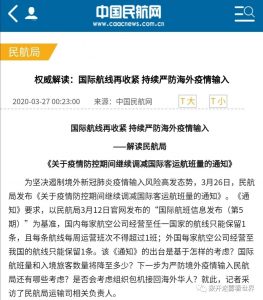 中国民航网
www.caacnews.com.cn
民航局
权威解读：国际航线再收紧 持续严防海外疫情输入
2020-03-27 00:23:00 来源：中国民航网 T大 T小
国际航线再收紧 持续严防海外疫情输入
——解读民航局
《关于疫情防控期间继续调减国际客运航班量的通知》
为坚决遏制境外新冠肺炎疫情输入风险高发态势，3月26日，民航
局发布《关于疫情防控期间继续调减国际客运航班量的通知》。《通
知》要求，以民航局3月12日官网发布的“国际航班信息发布（第5
期）”为基准，国内每家航空公司经营至任一国家的航线只能保留1
条，且每条航线每周运营班次不得超过1班；外国每家航空公司经营至
我国的航线只能保留1条。该《通知》的出台是基于怎样的考虑？国际
航班量和入境旅客数量将降至多少？下一步为严防境外疫情输入民航局
还有哪些考虑？是否会考虑组织包机接回海外华人？就此，记者采
访了民航局运输司相关负责人。